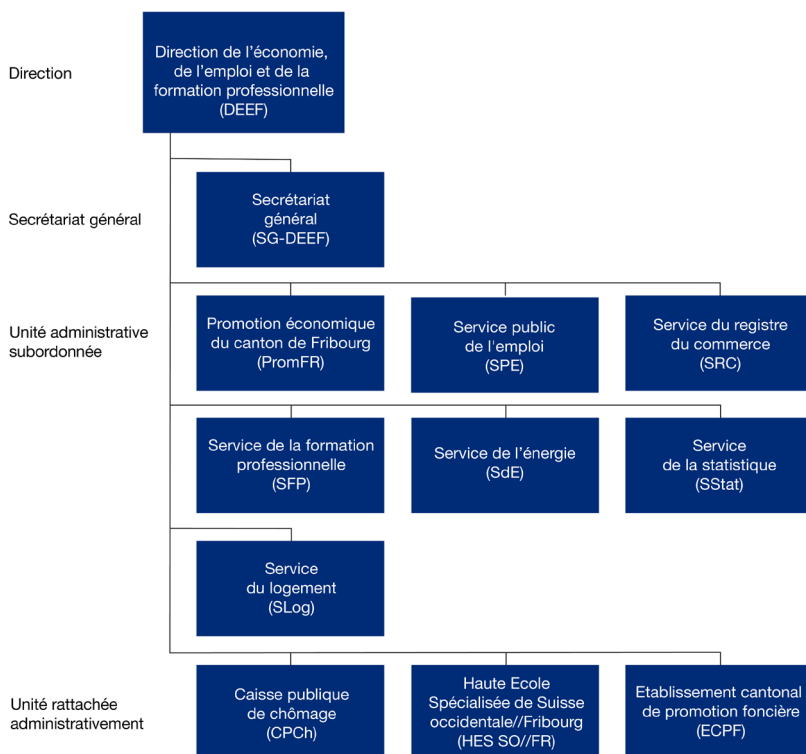 Direction
Direction de l'économie,
de l'emploi et de la
formation professionnelle
(DEEF)
Secrétariat général
Secrétariat
général
(SG-DEEF)
Unité administrative
subordonnée
Promotion économique
du canton de Fribourg
(PromFR)
Service public
de l'emploi
(SPE)
Service du registre
du commerce
(SRC)
Service de la formation
professionnelle
(SFP)
Service de l'énergie
(SdE)
Service
de la statistique
(SStat)
Service
du logement
(SLog)
Unité rattachée
administrativement
Caisse publique
de chômage
(CPCh)
Haute Ecole
Spécialisée de Suisse
occidentale//Fribourg
(HES SO//FR)
Etablissement cantonal
de promotion foncière
(ECPF)